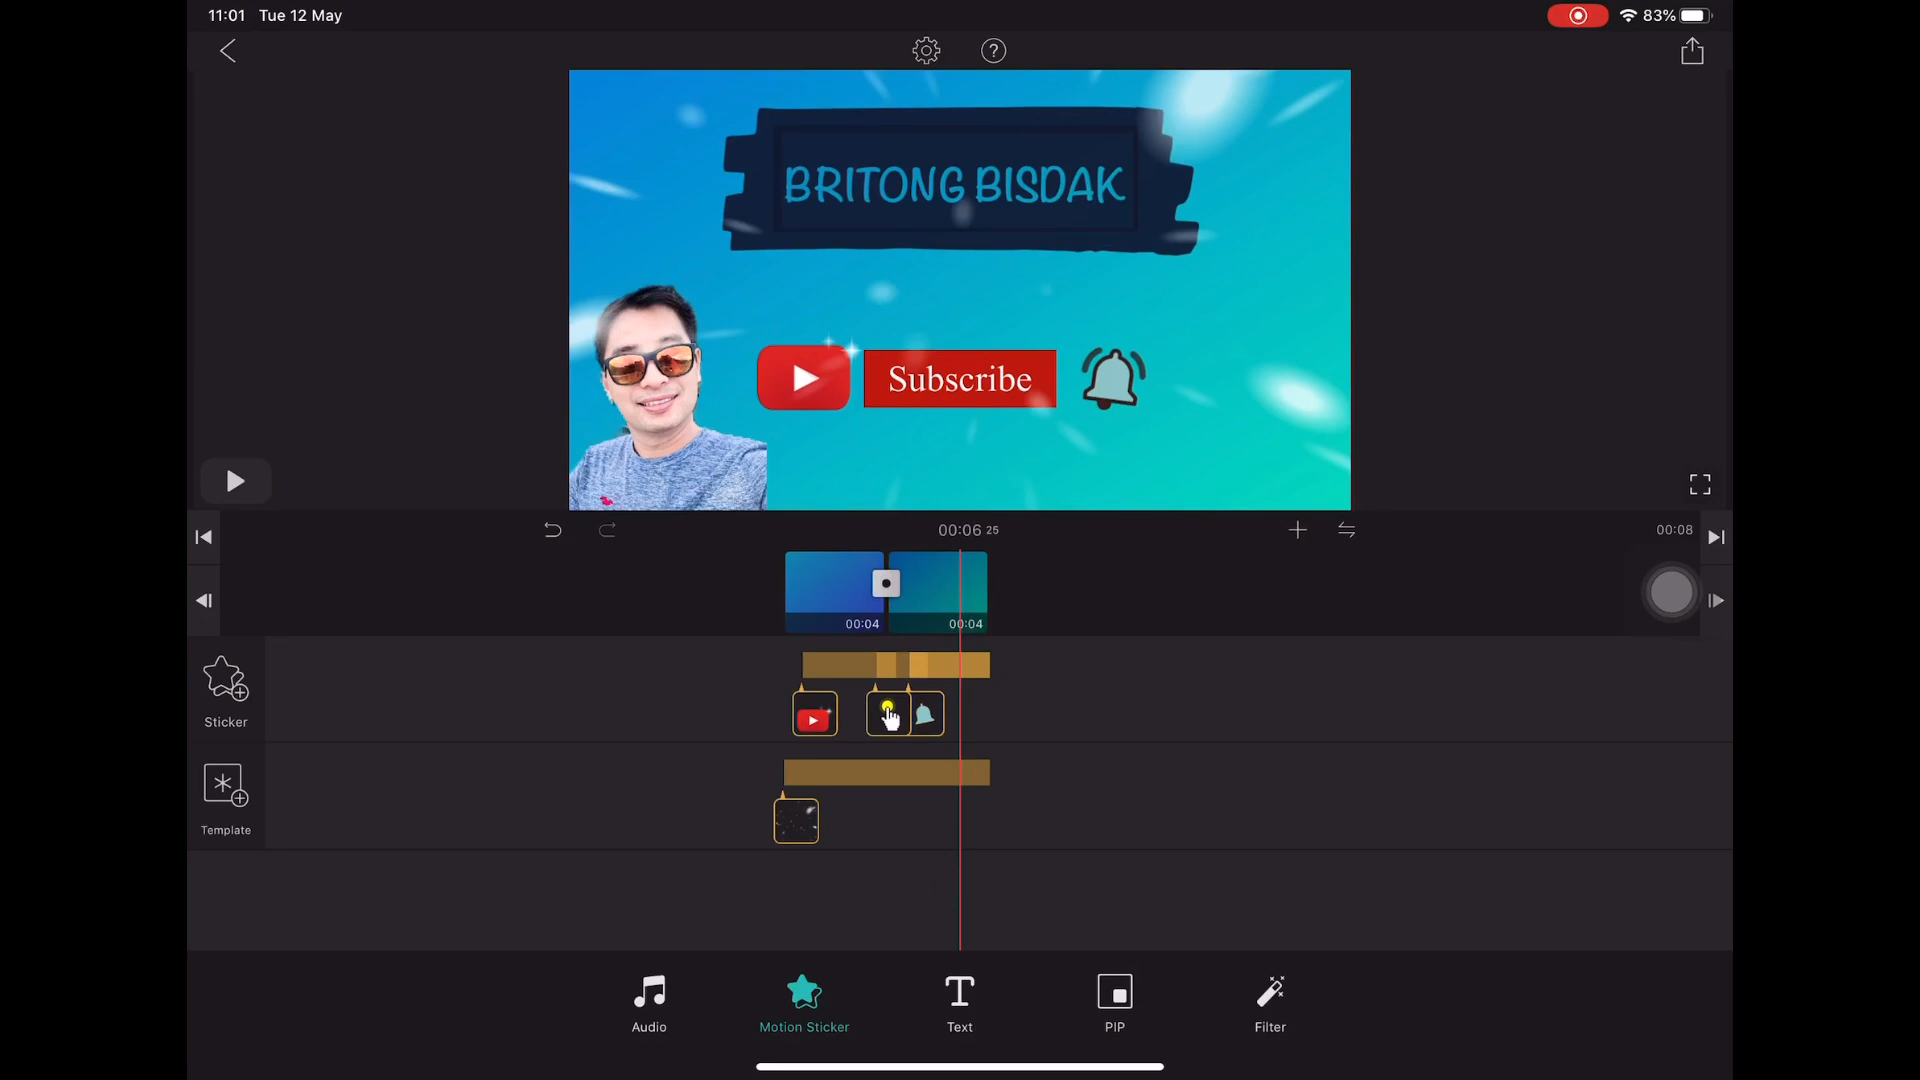 11:01 Tue 12 May
83%
BRITONG BISDAK
Subscribe
00:06 25
00:08
00:04
00:04
Sticker
Template
Audio
Motion Sticker
Text
PIP
Filter